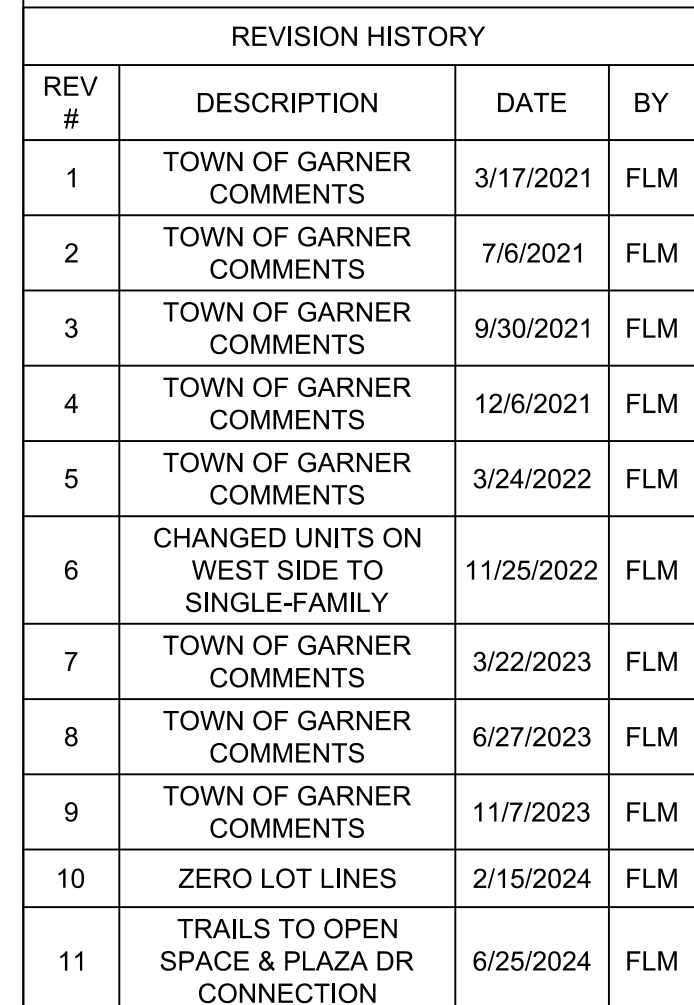 REVISION HISTORY
REV
#
DESCRIPTION
DATE
BY
1
TOWN OF GARNER
COMMENTS
3/17/2021
FLM
2
TOWN OF GARNER
COMMENTS
7/6/2021
FLM
3
TOWN OF GARNER
COMMENTS
9/30/2021
FLM
4
TOWN OF GARNER
COMMENTS
12/6/2021
FLM
5
TOWN OF GARNER
COMMENTS
3/24/2022
FLM
6
CHANGED UNITS ON
WEST SIDE TO
SINGLE-FAMILY
11/25/2022
FLM
7
TOWN OF GARNER
COMMENTS
3/22/2023
FLM
8
TOWN OF GARNER
COMMENTS
6/27/2023
FLM
9
TOWN OF GARNER
COMMENTS
11/7/2023
FLM
10
ZERO LOT LINES
2/15/2024
FLM
11
TRAILS TO OPEN
SPACE & PLAZA DR
CONNECTION
6/25/2024
FLM